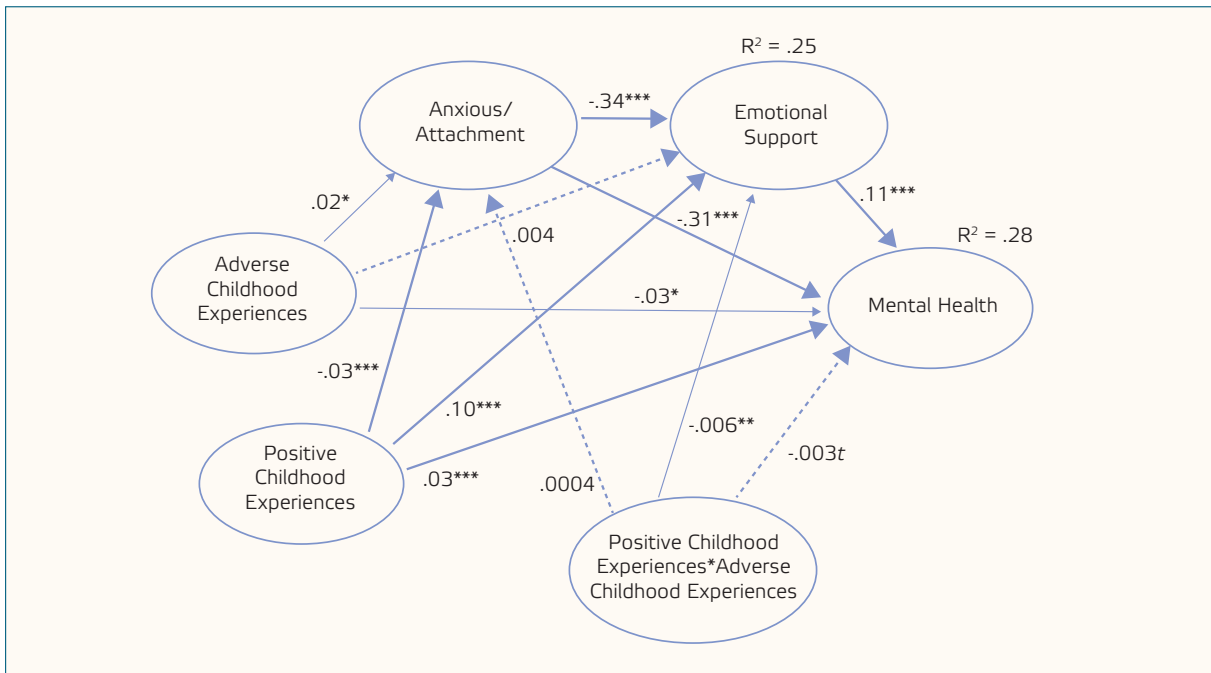 R² = .25
Anxious/
Attachment
-.34***
Emotional
Support
.02*
.004
-.31***
.11***
R² = .28
Adverse
Childhood
Experiences
-.03*
Mental Health
-.03***
.10***
-.006**
-.003t
Positive
Childhood
Experiences
.03***
.0004
Positive Childhood
Experiences*Adverse
Childhood Experiences